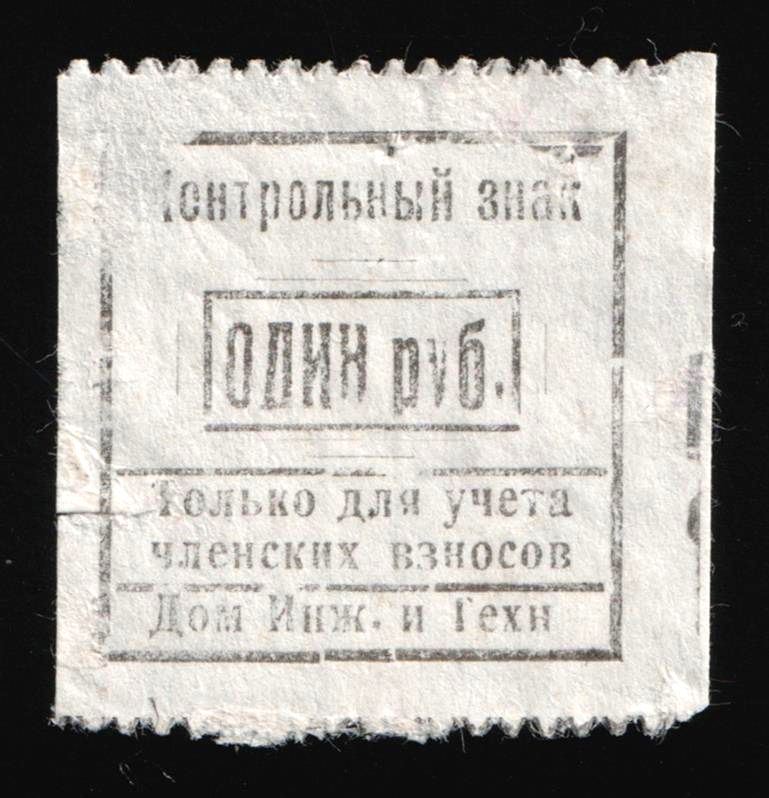 Контрольный знак
ОДИН руб.
Только для учета
членских взносов
Дом Инж. и Техн